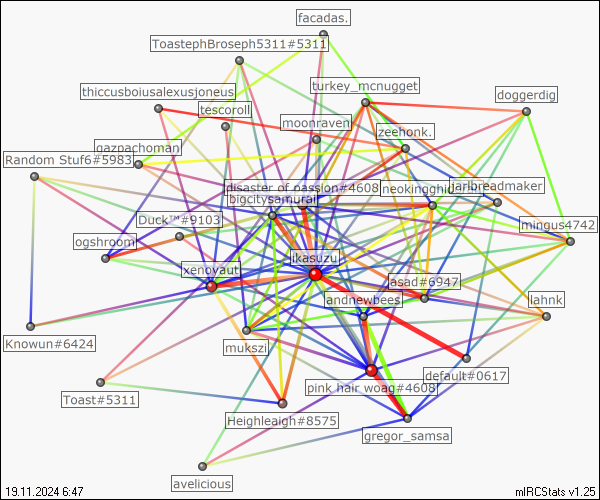 facadas.
ToastephBroseph5311#5311
turkey_mcnugget
thiccusboiusalexusjoneus
doggerdig
tescoroll
moonraven
zeehonk.
gazpachoman
Random Stuf6#5983
disaster of passion#4608
neokingghidorah
jarlbreadmaker
bigcitysamurai
Duck™#9103
mingus4742
ogshroom
ikasuzu
xenovaut
asad#6947
andnewbees
lahnk
Knowun#6424
mukszi
default#0617
pink hair woag#4608
Toast#5311
Heighleaigh#8575
gregor_samsa
avelicious
19.11.2024 6:47
mIRCStats v1.25